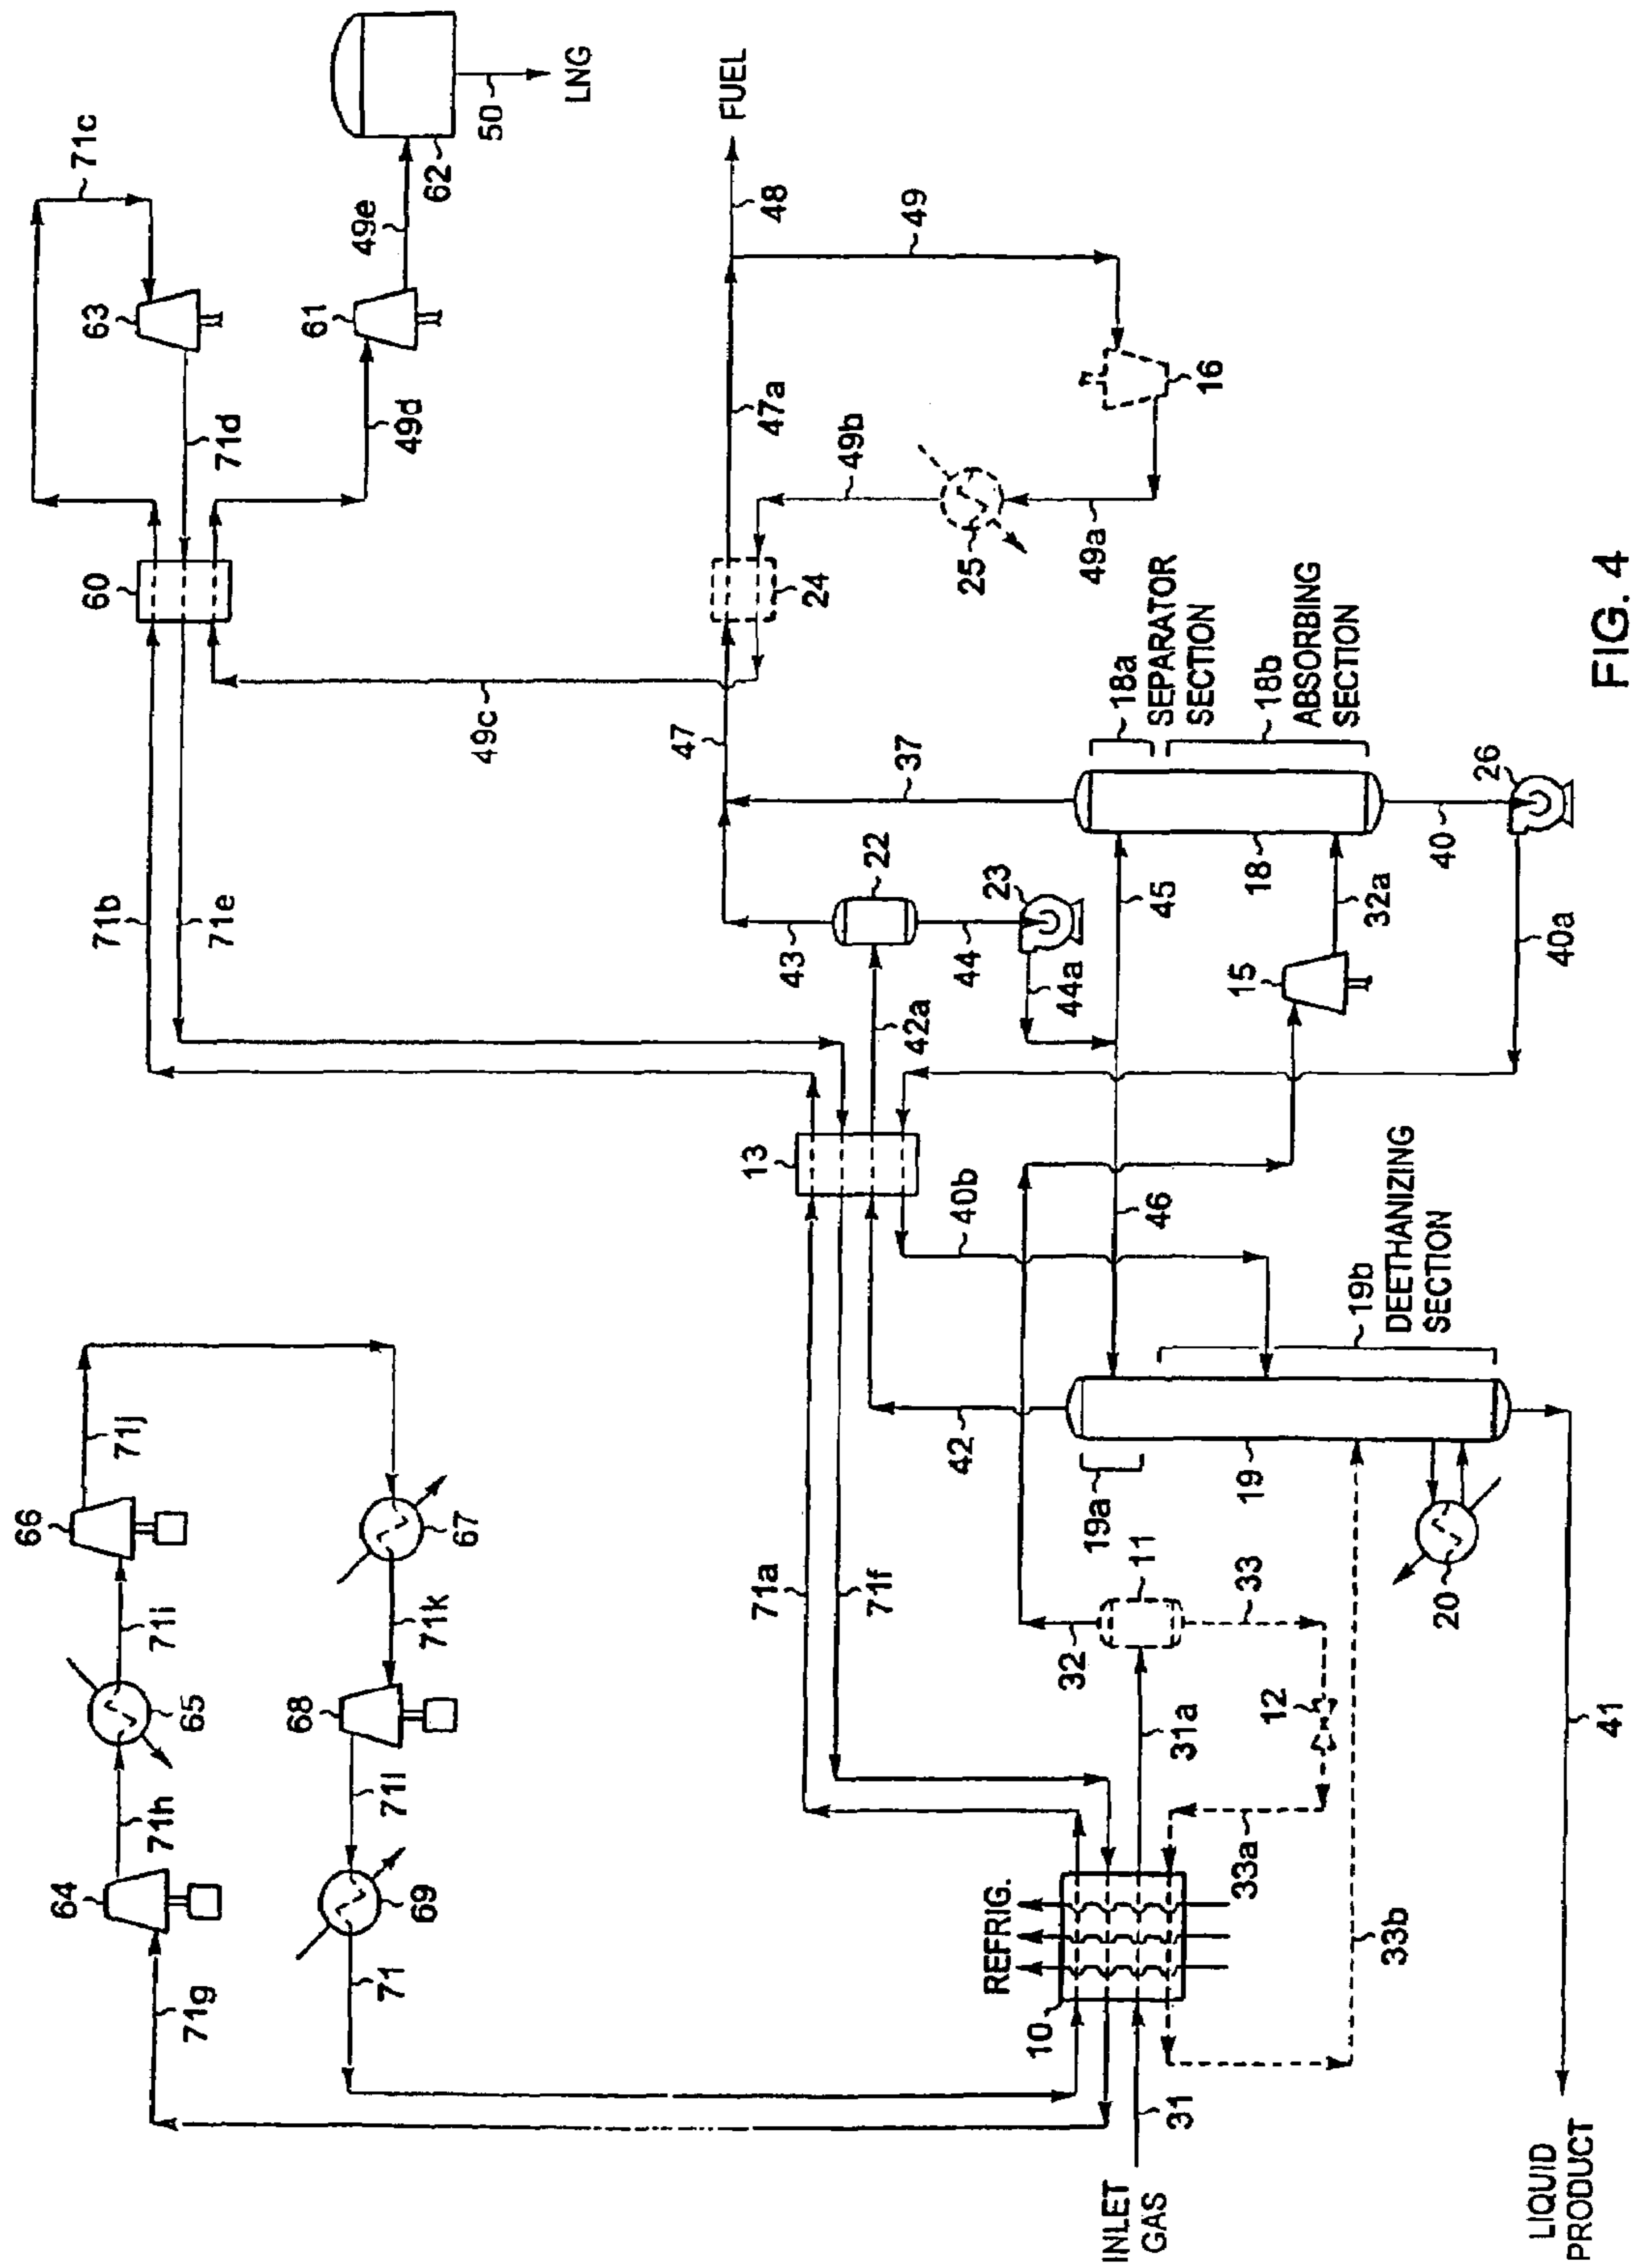 71c
63
71d
60
71b
71e
61
49d
49e
62
50
LNG
FUEL
48
49
47a
49b
24
25
49a
16
49c
47
43
22
44
23
44a
42a
37
18a
SEPARATOR
SECTION
18b
ABSORBING
SECTION
18
45
32a
15
40
26
40a
13
40b
46
42
19a
19
19b
DEETHANIZING
SECTION
20
41
11
32
33
12
31a
33a
33b
71a
71f
REFRIG.
10
31
INLET
GAS
LIQUID
PRODUCT
66
71j
71i
65
71h
64
71g
67
71k
68
71l
69
71
FIG. 4